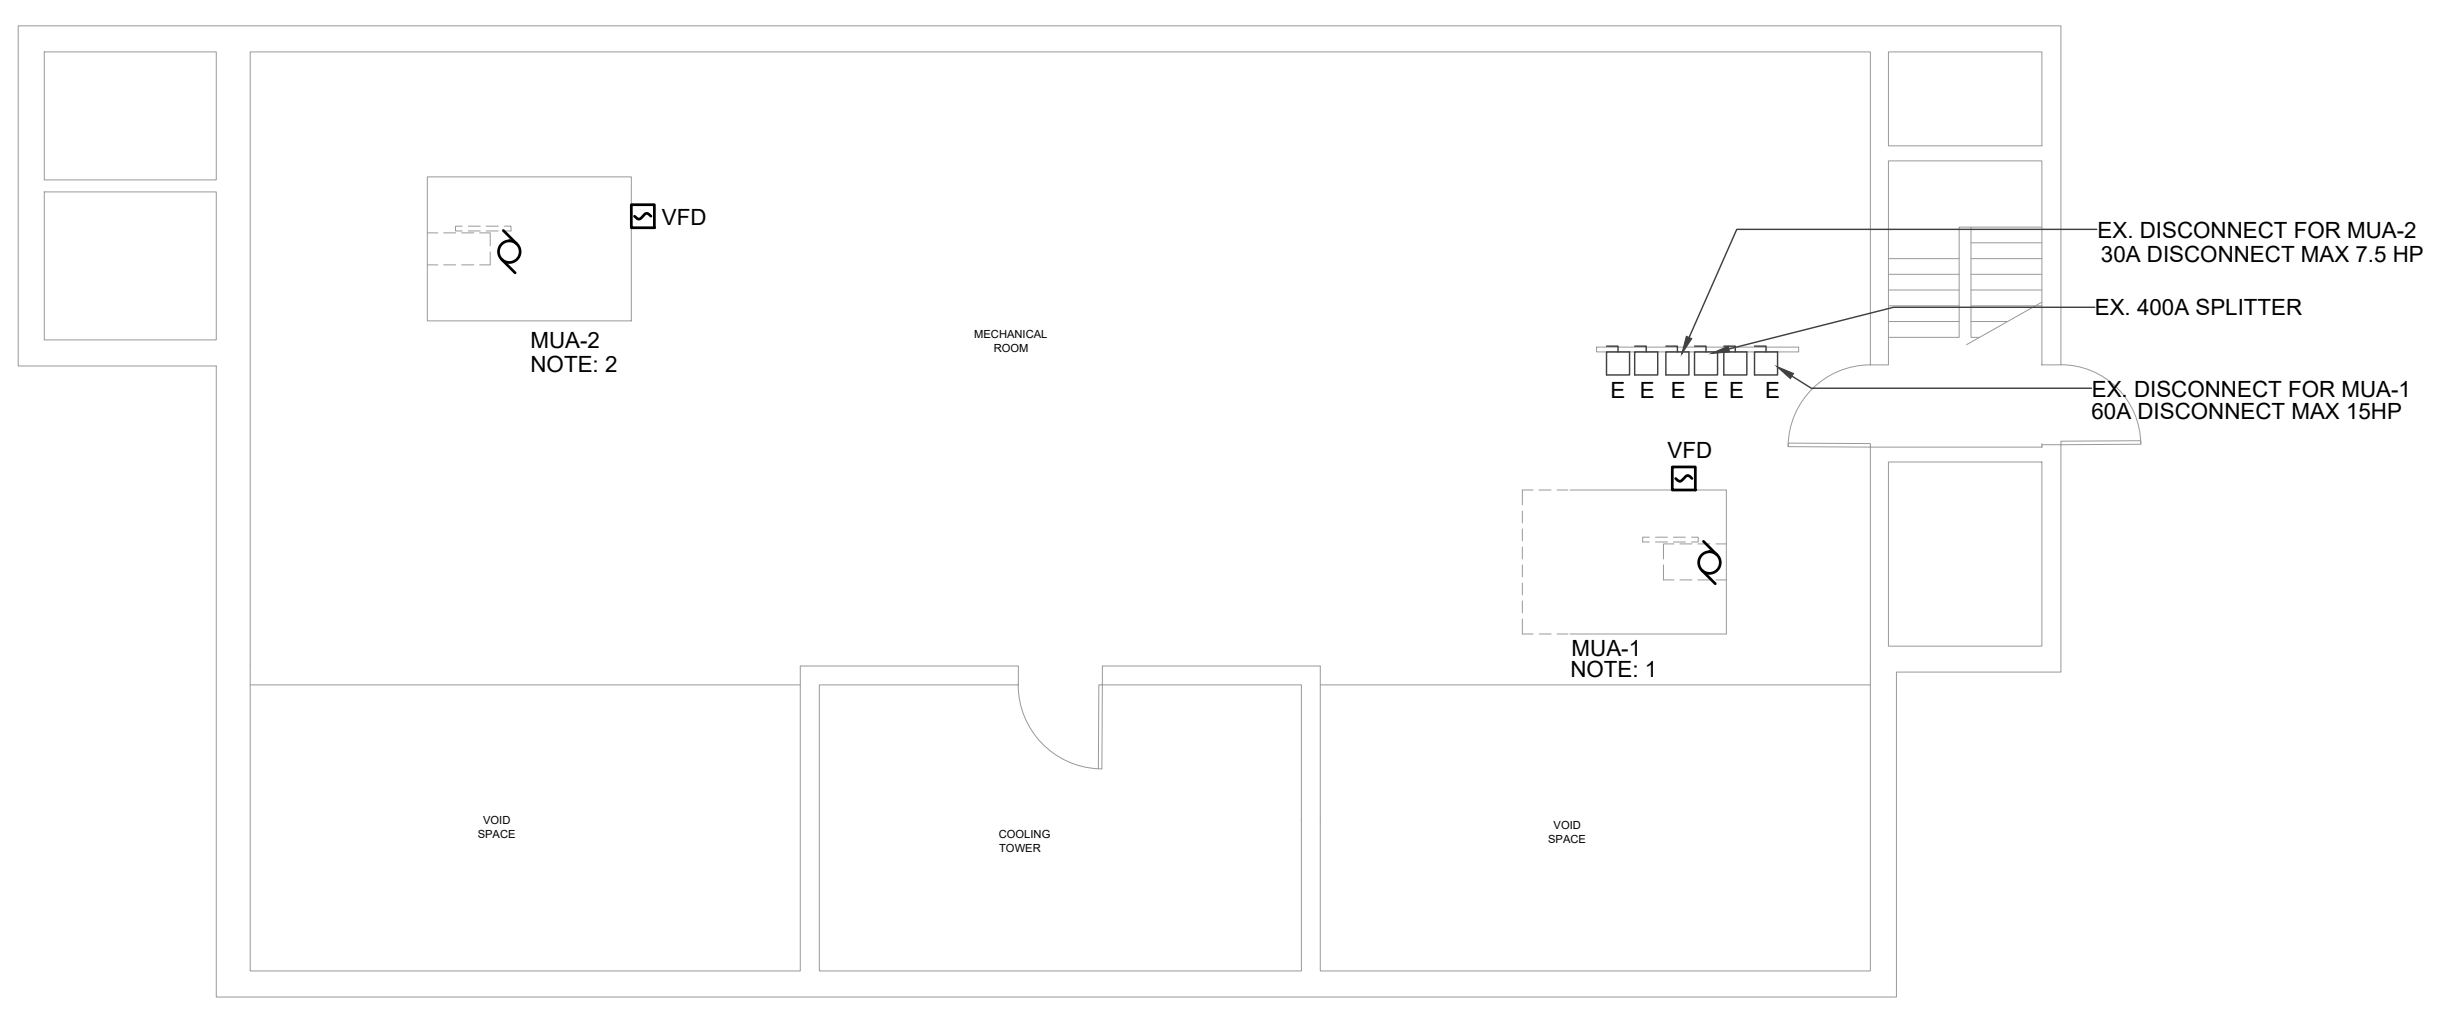 EX. DISCONNECT FOR MUA-2
30A DISCONNECT MAX 7.5 HP
VFD
EX. 400A SPLITTER
MUA-2
NOTE: 2
MECHANICAL
ROOM
E E E E E E
EX. DISCONNECT FOR MUA-1
60A DISCONNECT MAX 15HP
VFD
MUA-1
NOTE: 1
VOID
SPACE
COOLING
TOWER
VOID
SPACE